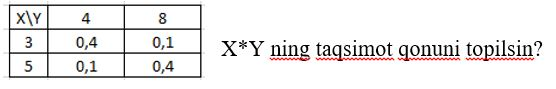 X\Y 4 8
3 0,4 0,1
5 0,1 0,4
X*Y ning taqsimot qonuni topilsin?